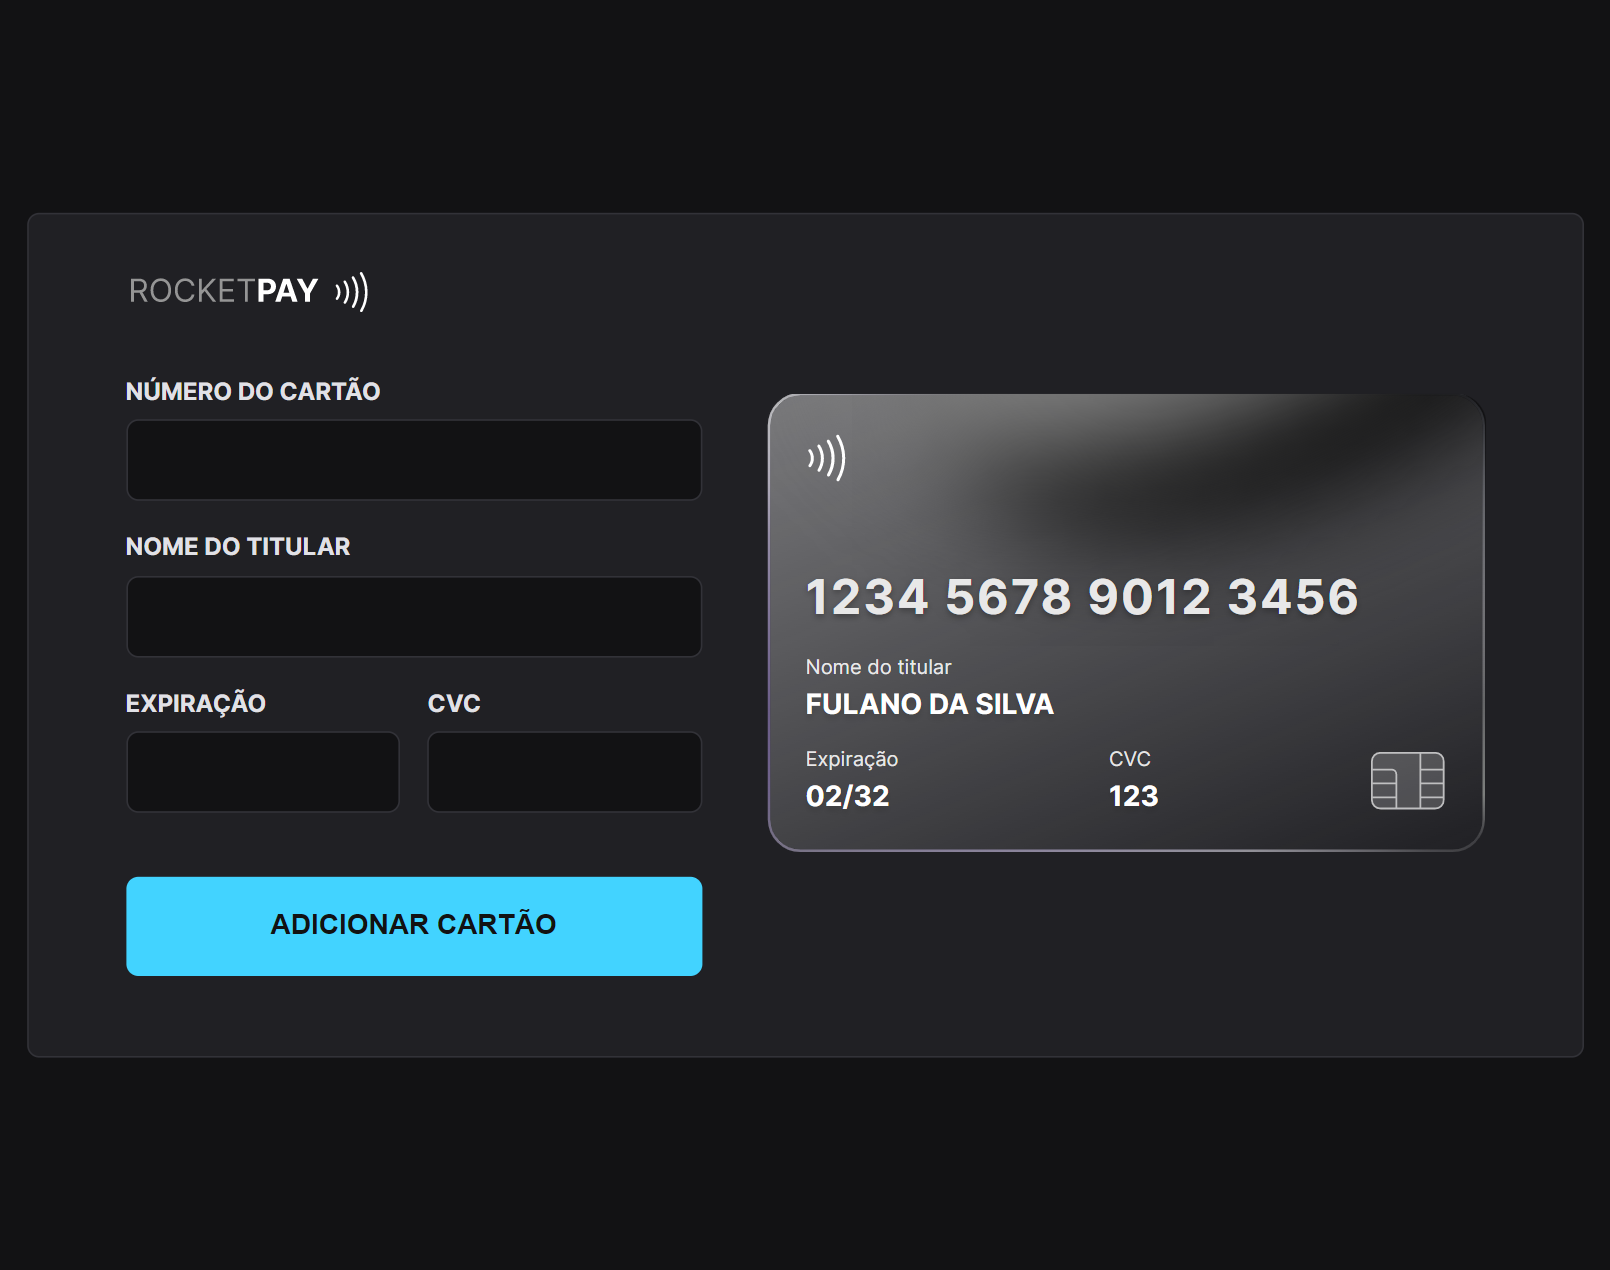 ROCKETPAY
NÚMERO DO CARTÃO
NOME DO TITULAR
EXPIRAÇÃO CVC
ADICIONAR CARTÃO
1234 5678 9012 3456
Nome do titular
FULANO DA SILVA
Expiração CVC
02/32 123